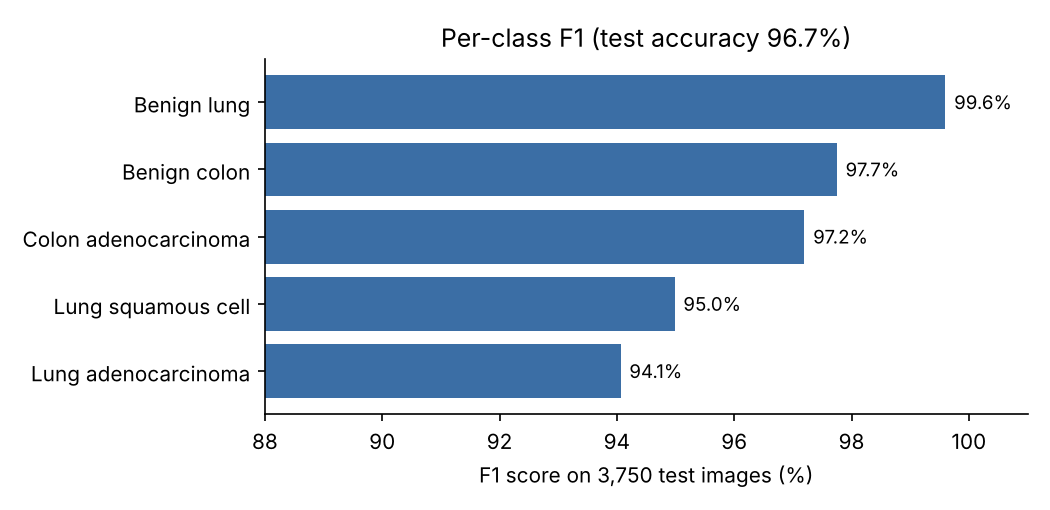 Per-class F1 (test accuracy 96.7%)
Benign lung
99.6%
Benign colon
97.7%
Colon adenocarcinoma
97.2%
Lung squamous cell
95.0%
Lung adenocarcinoma
94.1%
88 90 92 94 96 98 100
F1 score on 3,750 test images (%)